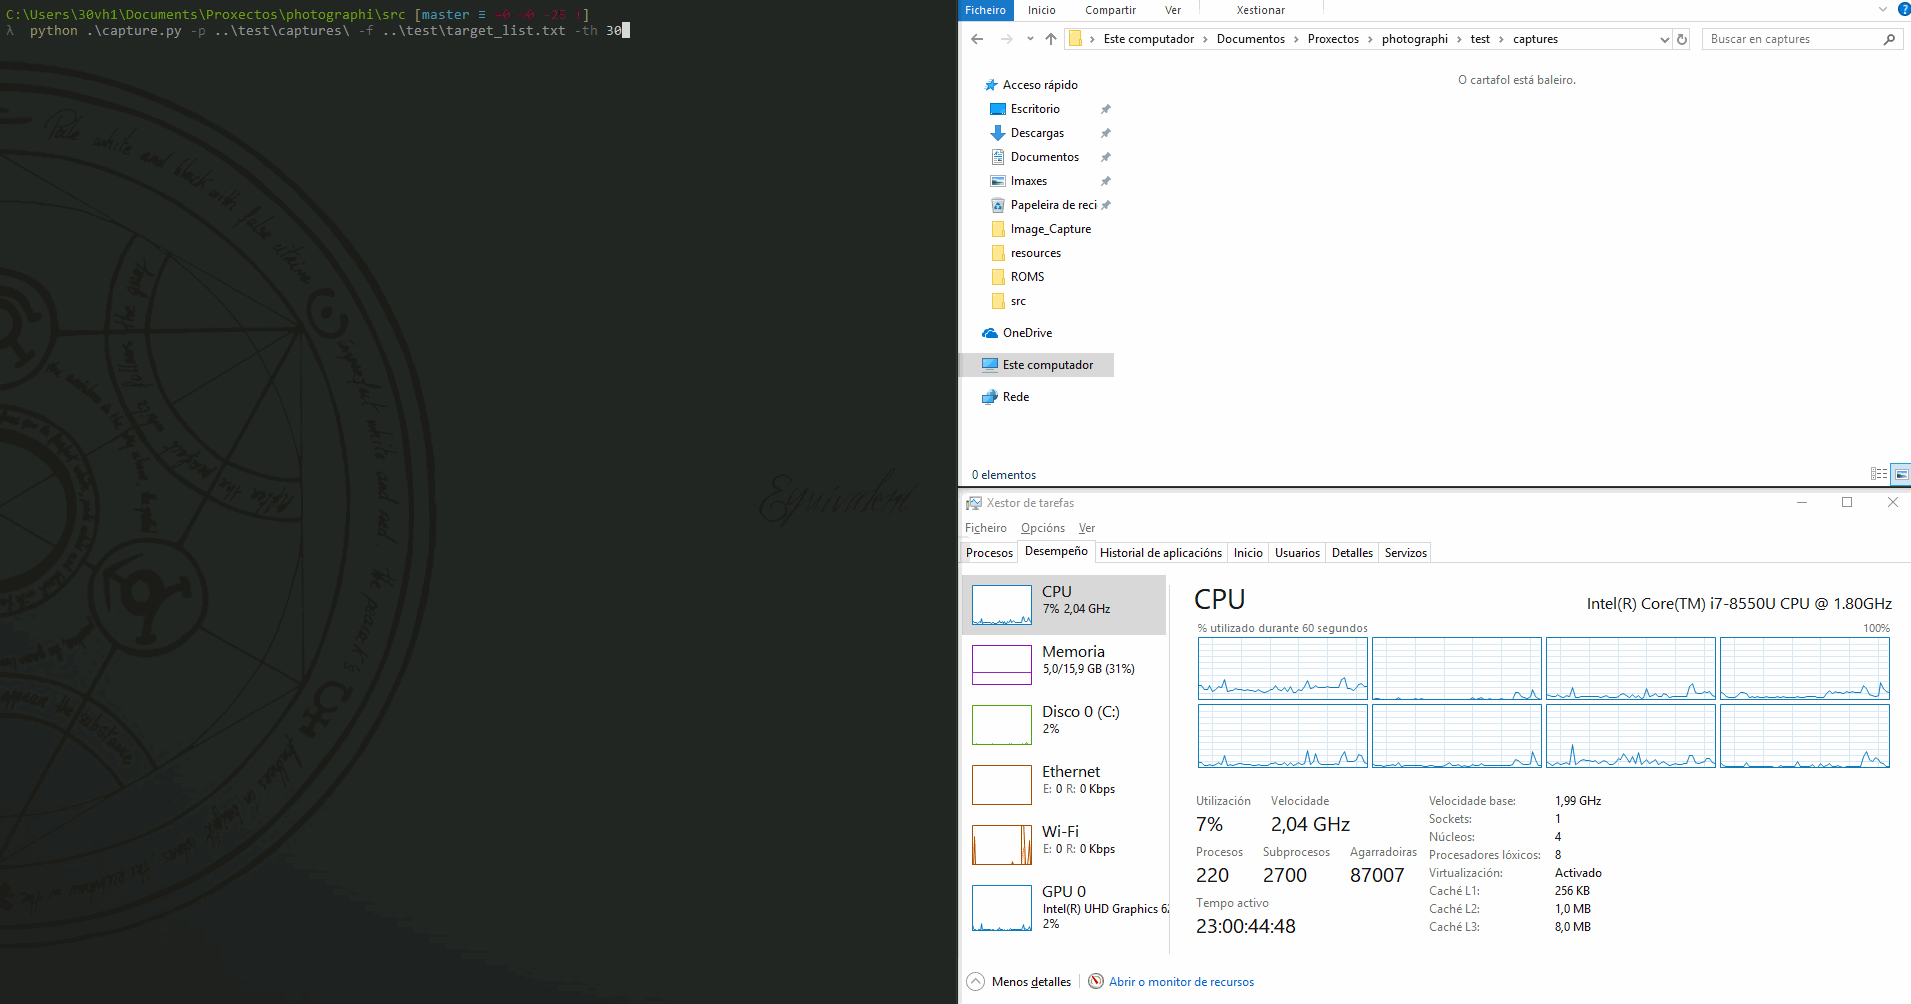 C:\Users\30vh1\Documents\Proxectos\photographi\src [master ≡ +0 ~0 -25 !]
λ python .\capture.py -p ..\test\captures\ -f ..\test\target_list.txt -th 30
Equivalent
Ficheiro Inicio Compartir Ver Xestionar
Este computador > Documentos > Proxectos > photographi > test > captures
Buscar en captures
Acceso rápido
O cartafol está baleiro.
Escritorio
Descargas
Documentos
Imaxes
Papeleira de reci
Image_Capture
resources
ROMS
src
OneDrive
Este computador
Rede
0 elementos
Xestor de tarefas
Ficheiro Opcións Ver
Procesos Desempeño Historial de aplicacións Inicio Usuarios Detalles Servizos
CPU
7% 2,04 GHz
Memoria
5,0/15,9 GB (31%)
Disco 0 (C:)
2%
Ethernet
E: 0 R: 0 Kbps
Wi-Fi
E: 0 R: 0 Kbps
GPU 0
Intel(R) UHD Graphics 62
2%
CPU
Intel(R) Core(TM) i7-8550U CPU @ 1.80GHz
% utilizado durante 60 segundos 100%
Utilización Velocidade
7% 2,04 GHz
Procesos Subprocesos Agarradoiras
220 2700 87007
Tempo activo
23:00:44:48
Velocidade base: 1,99 GHz
Sockets: 1
Núcleos: 4
Procesadores lóxicos: 8
Virtualización: Activado
Caché L1: 256 KB
Caché L2: 1,0 MB
Caché L3: 8,0 MB
Menos detalles Abrir o monitor de recursos